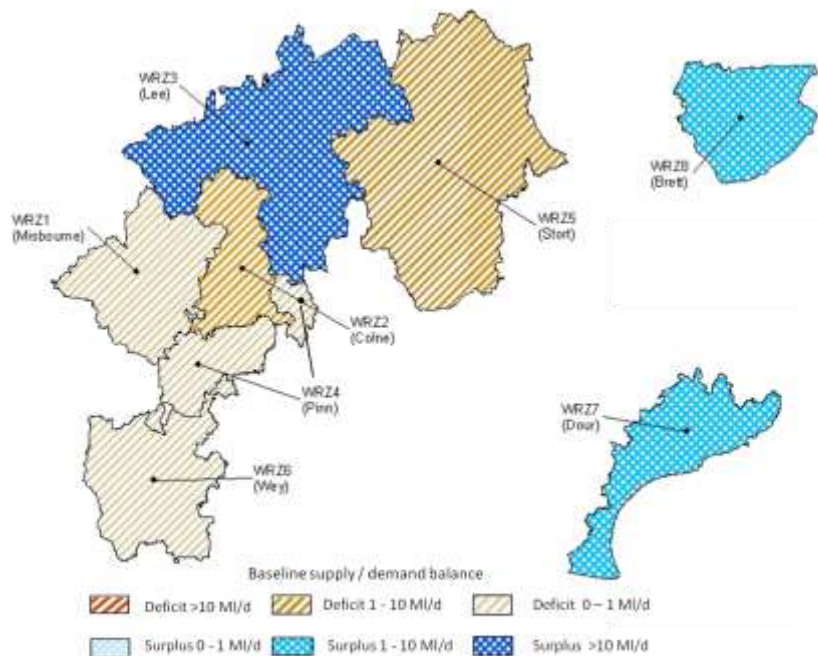 WRZ3
(Lee)
WRZ8
(Brett)
WRZ1
(Misbourne)
WRZ5
(Stort)
WRZ2
(Colne)
WRZ4
(Pinn)
WRZ7
(Dour)
WRZ6
(Wey)
Baseline supply / demand balance
Deficit >10 Ml/d
Deficit 1 - 10 Ml/d
Deficit 0 – 1 Ml/d
Surplus 0 - 1 Ml/d
Surplus 1 - 10 Ml/d
Surplus >10 Ml/d